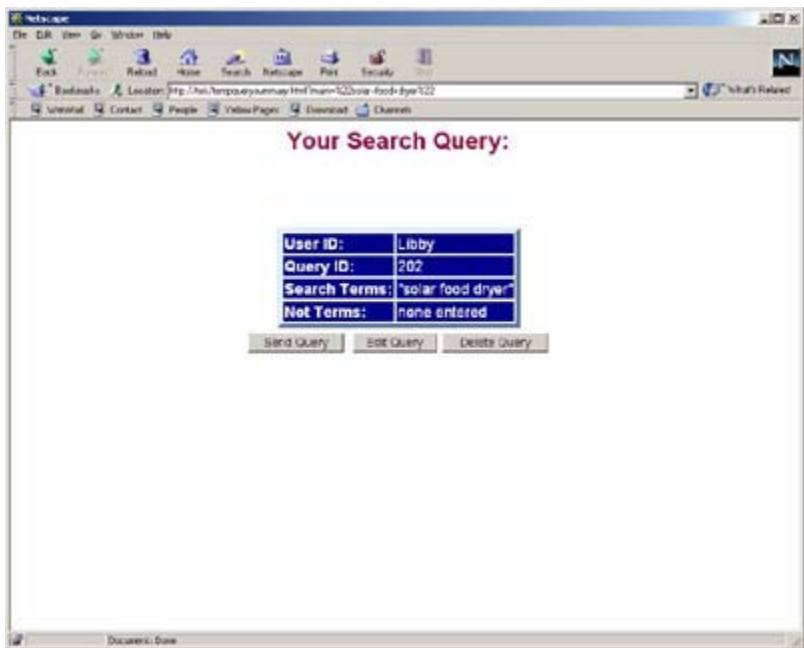 Netscape
File Edit View Go Window Help
Back Reload Home Search Netscape Print Security
Bookmarks Location: What's Related
WebMail Contact People Yellow Pages Download Channels
Your Search Query:
User ID: Libby
Query ID: 202
Search Terms: "solar food dryer"
Not Terms: none entered
Send Query Edit Query Delete Query
Document: Done